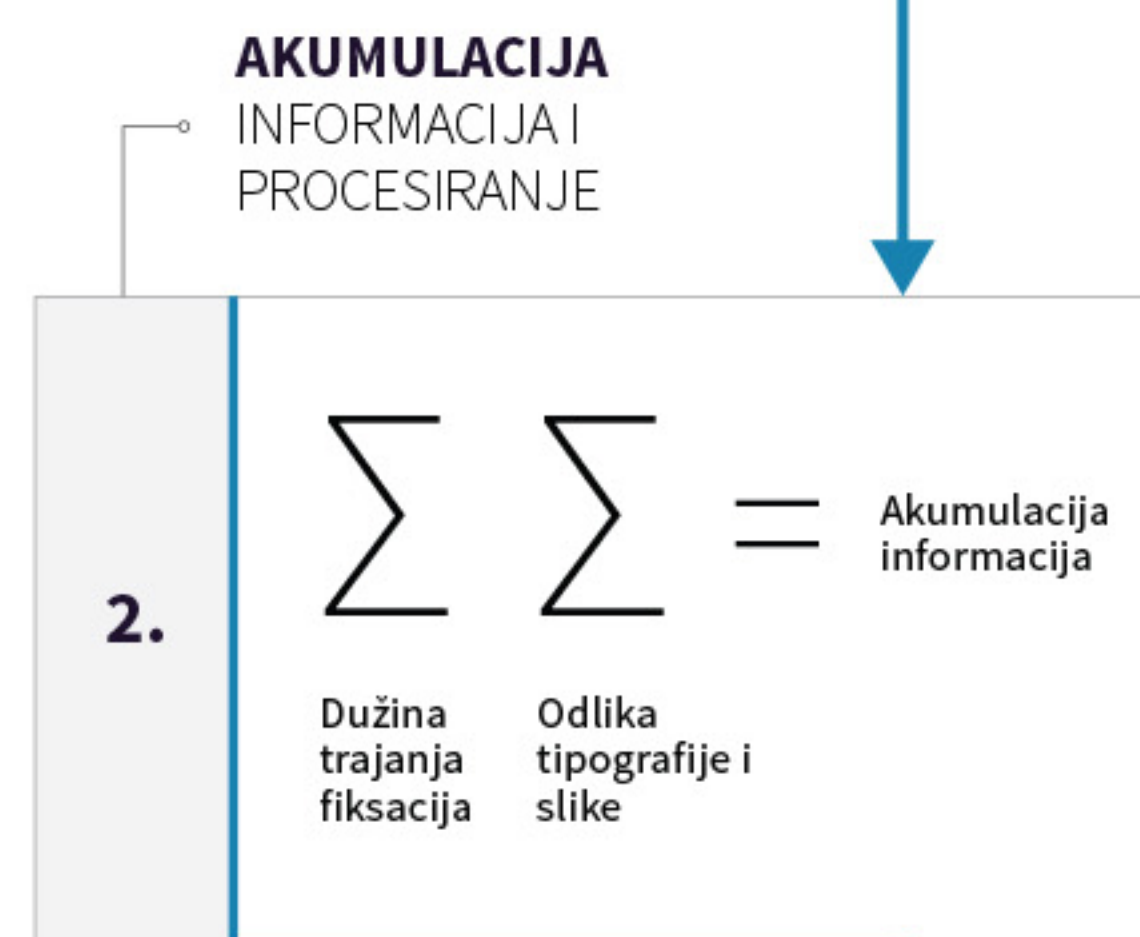 AKUMULACIJA
INFORMACIJA I
PROCESIRANJE
2.
∑ ∑ = Akumulacija
informacija
Dužina
trajanja
fiksacija
Odlika
tipografije i
slike